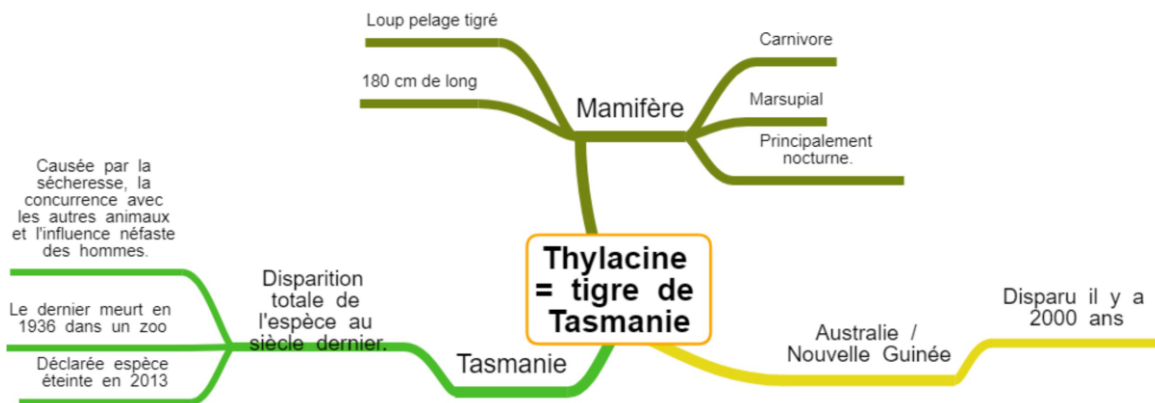 Loup pelage tigré
180 cm de long
Mamifère
Carnivore
Marsupial
Principalement
nocturne.
Causée par la
sécheresse, la
concurrence avec
les autres animaux
et l'influence néfaste
des hommes.
Le dernier meurt en
1936 dans un zoo
Déclarée espèce
éteinte en 2013
Disparition
totale de
l'espèce au
siècle dernier.
Tasmanie
Thylacine
= tigre de
Tasmanie
Australie /
Nouvelle Guinée
Disparu il y a
2000 ans